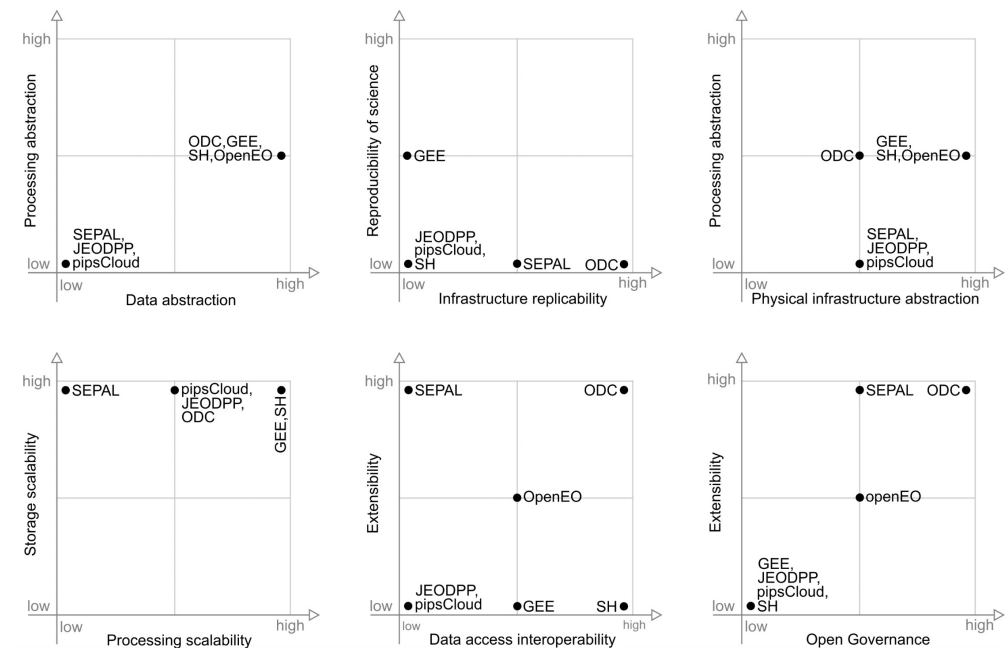 high
Processing abstraction
ODC,GEE,
SH,OpenEO
SEPAL,
JEODPP,
pipsCloud
low
low
high
Data abstraction
high
Reproducibility of science
GEE
JEODPP,
pipsCloud,
SH
SEPAL
ODC
low
low
high
Infrastructure replicability
high
Processing abstraction
ODC
GEE,
SH,OpenEO
SEPAL,
JEODPP,
pipsCloud
low
low
high
Physical infrastructure abstraction
high
Storage scalability
SEPAL
pipsCloud,
JEODPP,
ODC
GEE,SH
low
low
high
Processing scalability
high
Extensibility
SEPAL
ODC
OpenEO
JEODPP,
pipsCloud
GEE
SH
low
low
high
Data access interoperability
high
Extensibility
SEPAL
ODC
openEO
GEE,
JEODPP,
pipsCloud,
SH
low
low
high
Open Governance